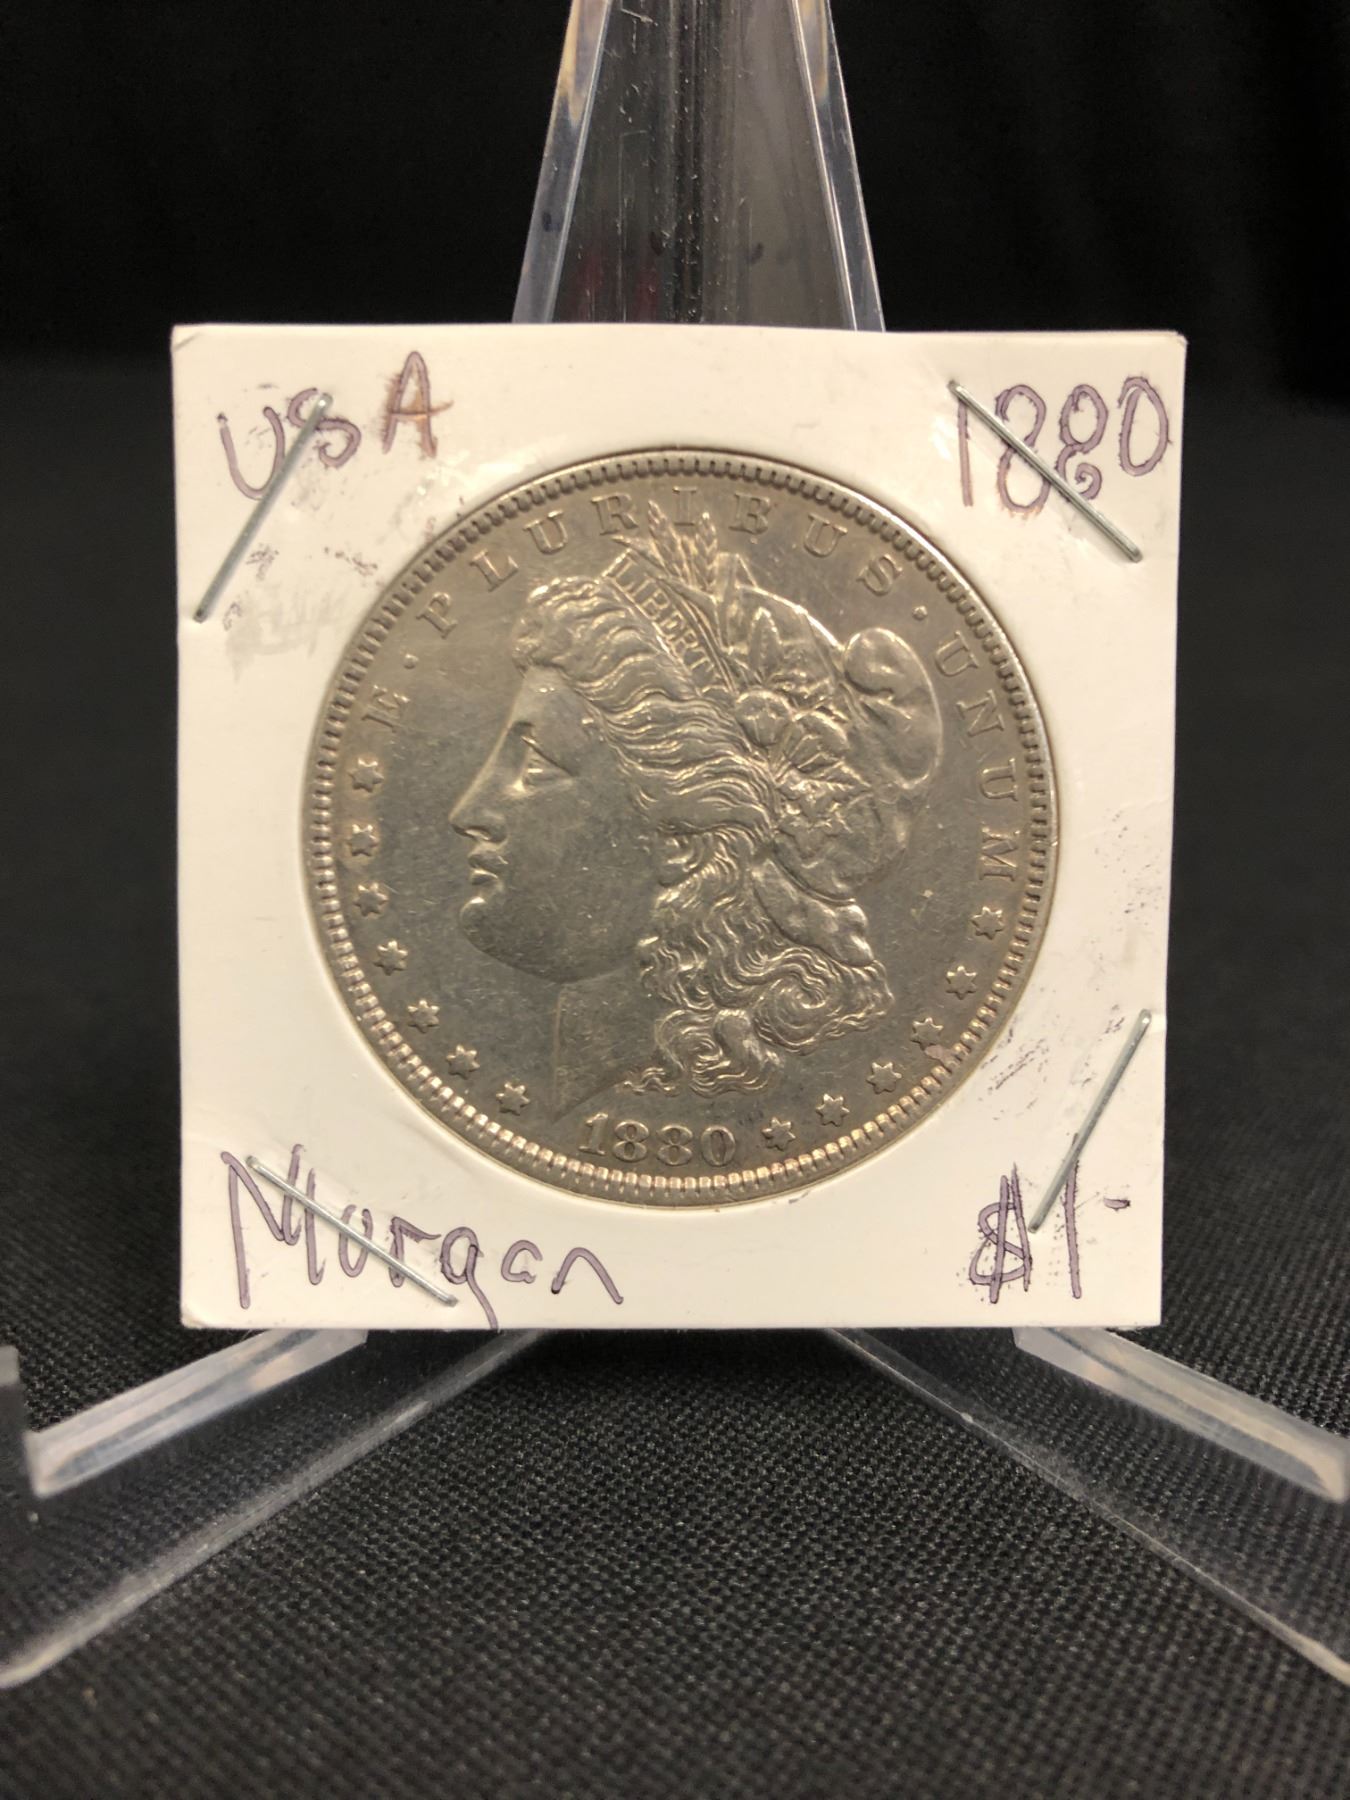 USA 1880
E · PLURIBUS · UNUM
LIBERTY
1880
Morgan $1-